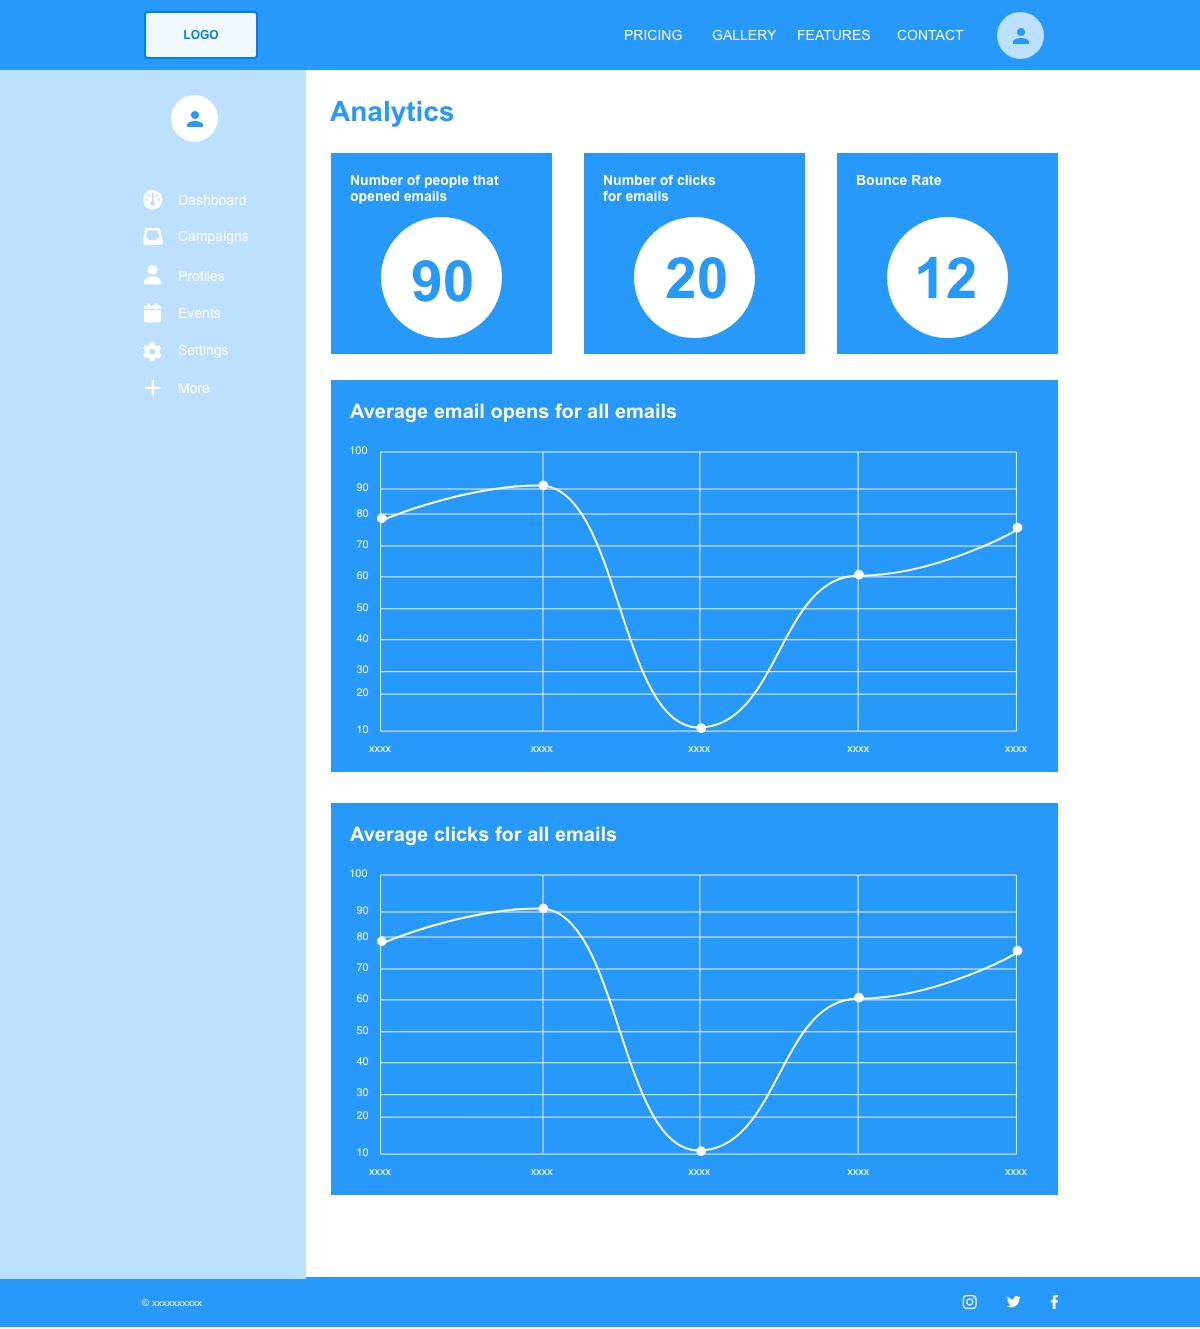 LOGO
PRICING GALLERY FEATURES CONTACT
Dashboard
Campaigns
Profiles
Events
Settings
More
Analytics
Number of people that
opened emails
90
Number of clicks
for emails
20
Bounce Rate
12
Average email opens for all emails
100
90
80
70
60
50
40
30
20
10
xxxx xxxx xxxx xxxx xxxx
Average clicks for all emails
100
90
80
70
60
50
40
30
20
10
xxxx xxxx xxxx xxxx xxxx
© xxxxxxxxxx